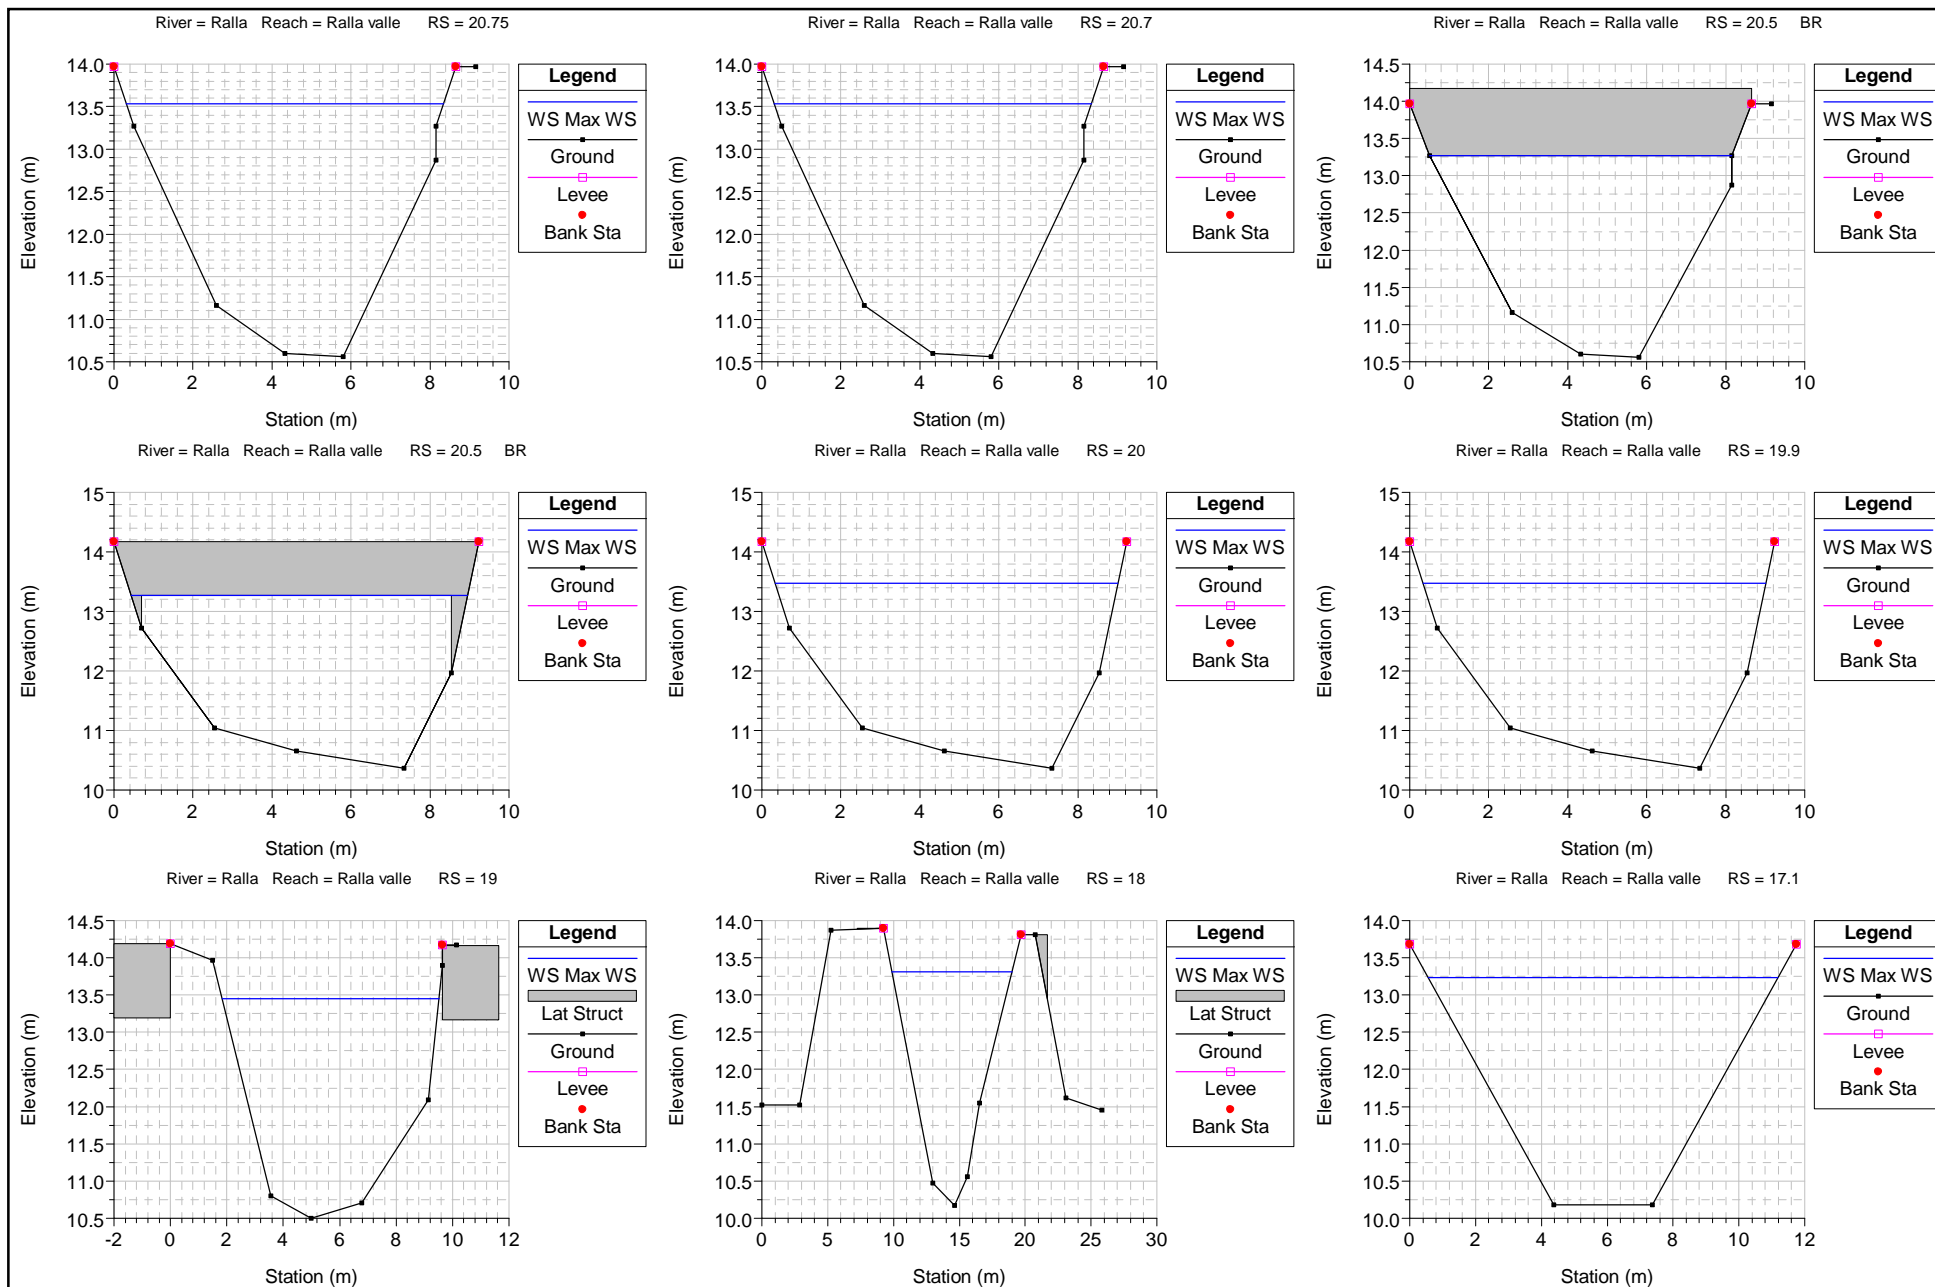 River = Ralla   Reach = Ralla valle   RS = 20.75
14.0
13.5
13.0
12.5
12.0
11.5
11.0
10.5
0 2 4 6 8 10
Elevation (m)
Station (m)
Legend
WS Max WS
Ground
Levee
Bank Sta
River = Ralla   Reach = Ralla valle   RS = 20.7
14.0
13.5
13.0
12.5
12.0
11.5
11.0
10.5
0 2 4 6 8 10
Elevation (m)
Station (m)
Legend
WS Max WS
Ground
Levee
Bank Sta
River = Ralla   Reach = Ralla valle   RS = 20.5   BR
14.5
14.0
13.5
13.0
12.5
12.0
11.5
11.0
10.5
0 2 4 6 8 10
Elevation (m)
Station (m)
Legend
WS Max WS
Ground
Levee
Bank Sta
River = Ralla   Reach = Ralla valle   RS = 20.5   BR
15
14
13
12
11
10
0 2 4 6 8 10
Elevation (m)
Station (m)
Legend
WS Max WS
Ground
Levee
Bank Sta
River = Ralla   Reach = Ralla valle   RS = 20
15
14
13
12
11
10
0 2 4 6 8 10
Elevation (m)
Station (m)
Legend
WS Max WS
Ground
Levee
Bank Sta
River = Ralla   Reach = Ralla valle   RS = 19.9
15
14
13
12
11
10
0 2 4 6 8 10
Elevation (m)
Station (m)
Legend
WS Max WS
Ground
Levee
Bank Sta
River = Ralla   Reach = Ralla valle   RS = 19
14.5
14.0
13.5
13.0
12.5
12.0
11.5
11.0
10.5
-2 0 2 4 6 8 10 12
Elevation (m)
Station (m)
Legend
WS Max WS
Lat Struct
Ground
Levee
Bank Sta
River = Ralla   Reach = Ralla valle   RS = 18
14.0
13.5
13.0
12.5
12.0
11.5
11.0
10.5
10.0
0 5 10 15 20 25 30
Elevation (m)
Station (m)
Legend
WS Max WS
Lat Struct
Ground
Levee
Bank Sta
River = Ralla   Reach = Ralla valle   RS = 17.1
14.0
13.5
13.0
12.5
12.0
11.5
11.0
10.5
10.0
0 2 4 6 8 10 12
Elevation (m)
Station (m)
Legend
WS Max WS
Ground
Levee
Bank Sta